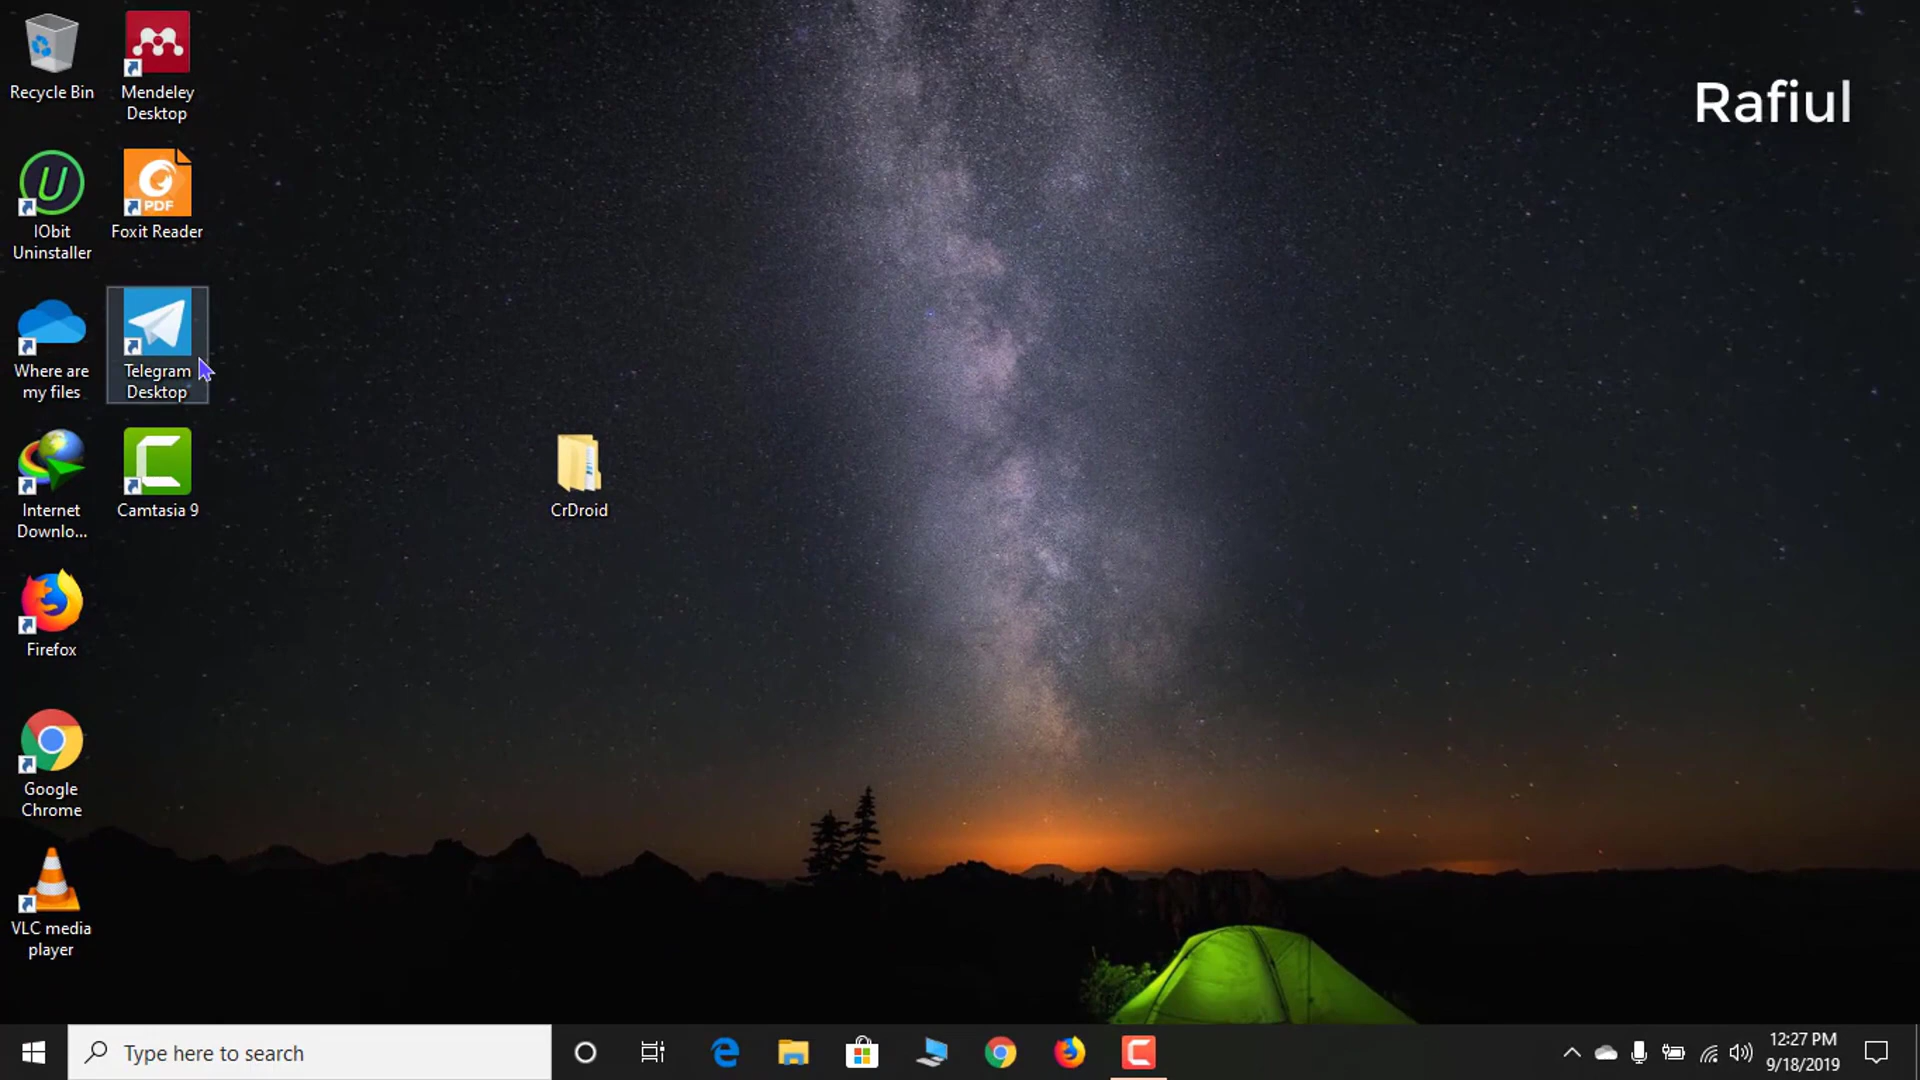 Recycle Bin
Mendeley
Desktop
Rafiul
IObit
Uninstaller
PDF
Foxit Reader
Where are
my files
Telegram
Desktop
Internet
Downlo...
Camtasia 9
CrDroid
Firefox
Google
Chrome
VLC media
player
Type here to search
12:27 PM
9/18/2019